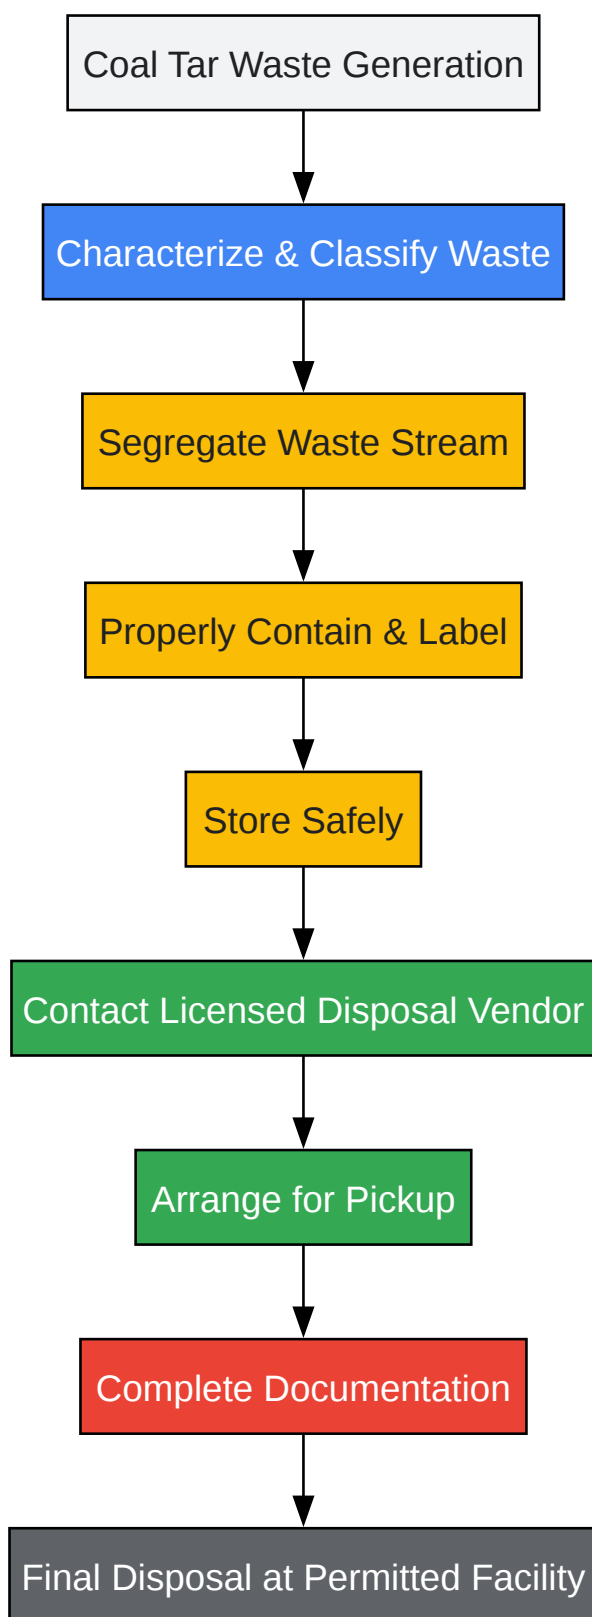 Coal Tar Waste Generation
Characterize & Classify Waste
Segregate Waste Stream
Properly Contain & Label
Store Safely
Contact Licensed Disposal Vendor
Arrange for Pickup
Complete Documentation
Final Disposal at Permitted Facility